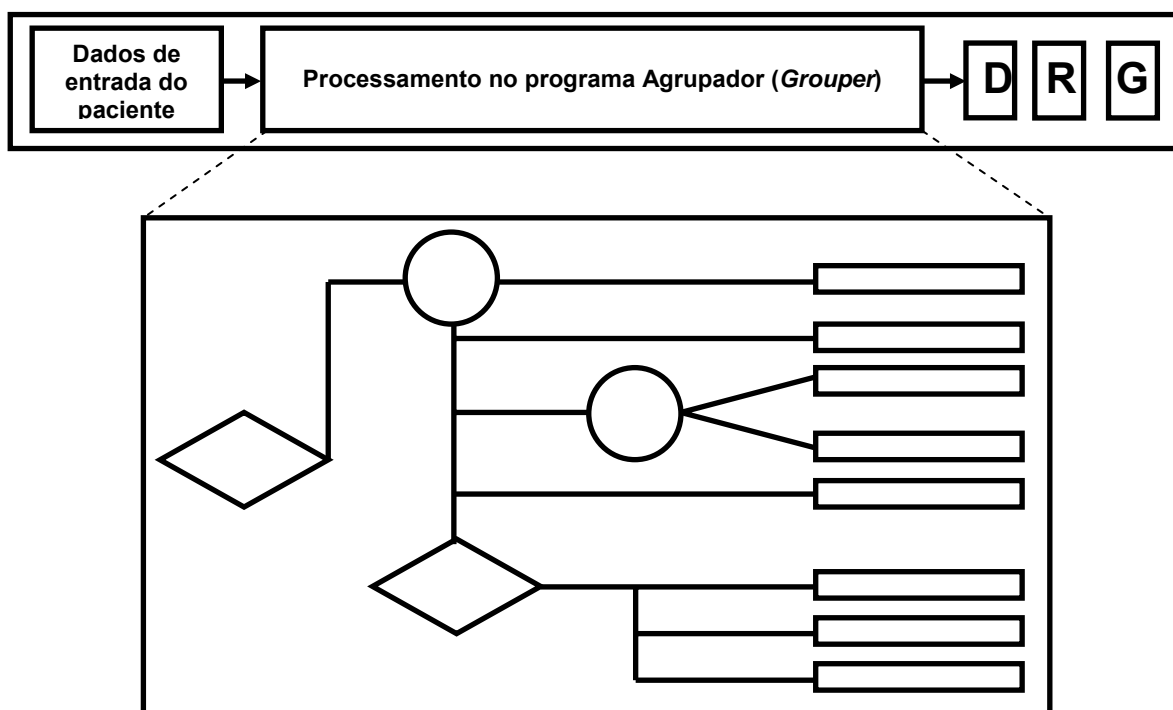 Dados de
entrada do
paciente
Processamento no programa Agrupador (Grouper)
D R G